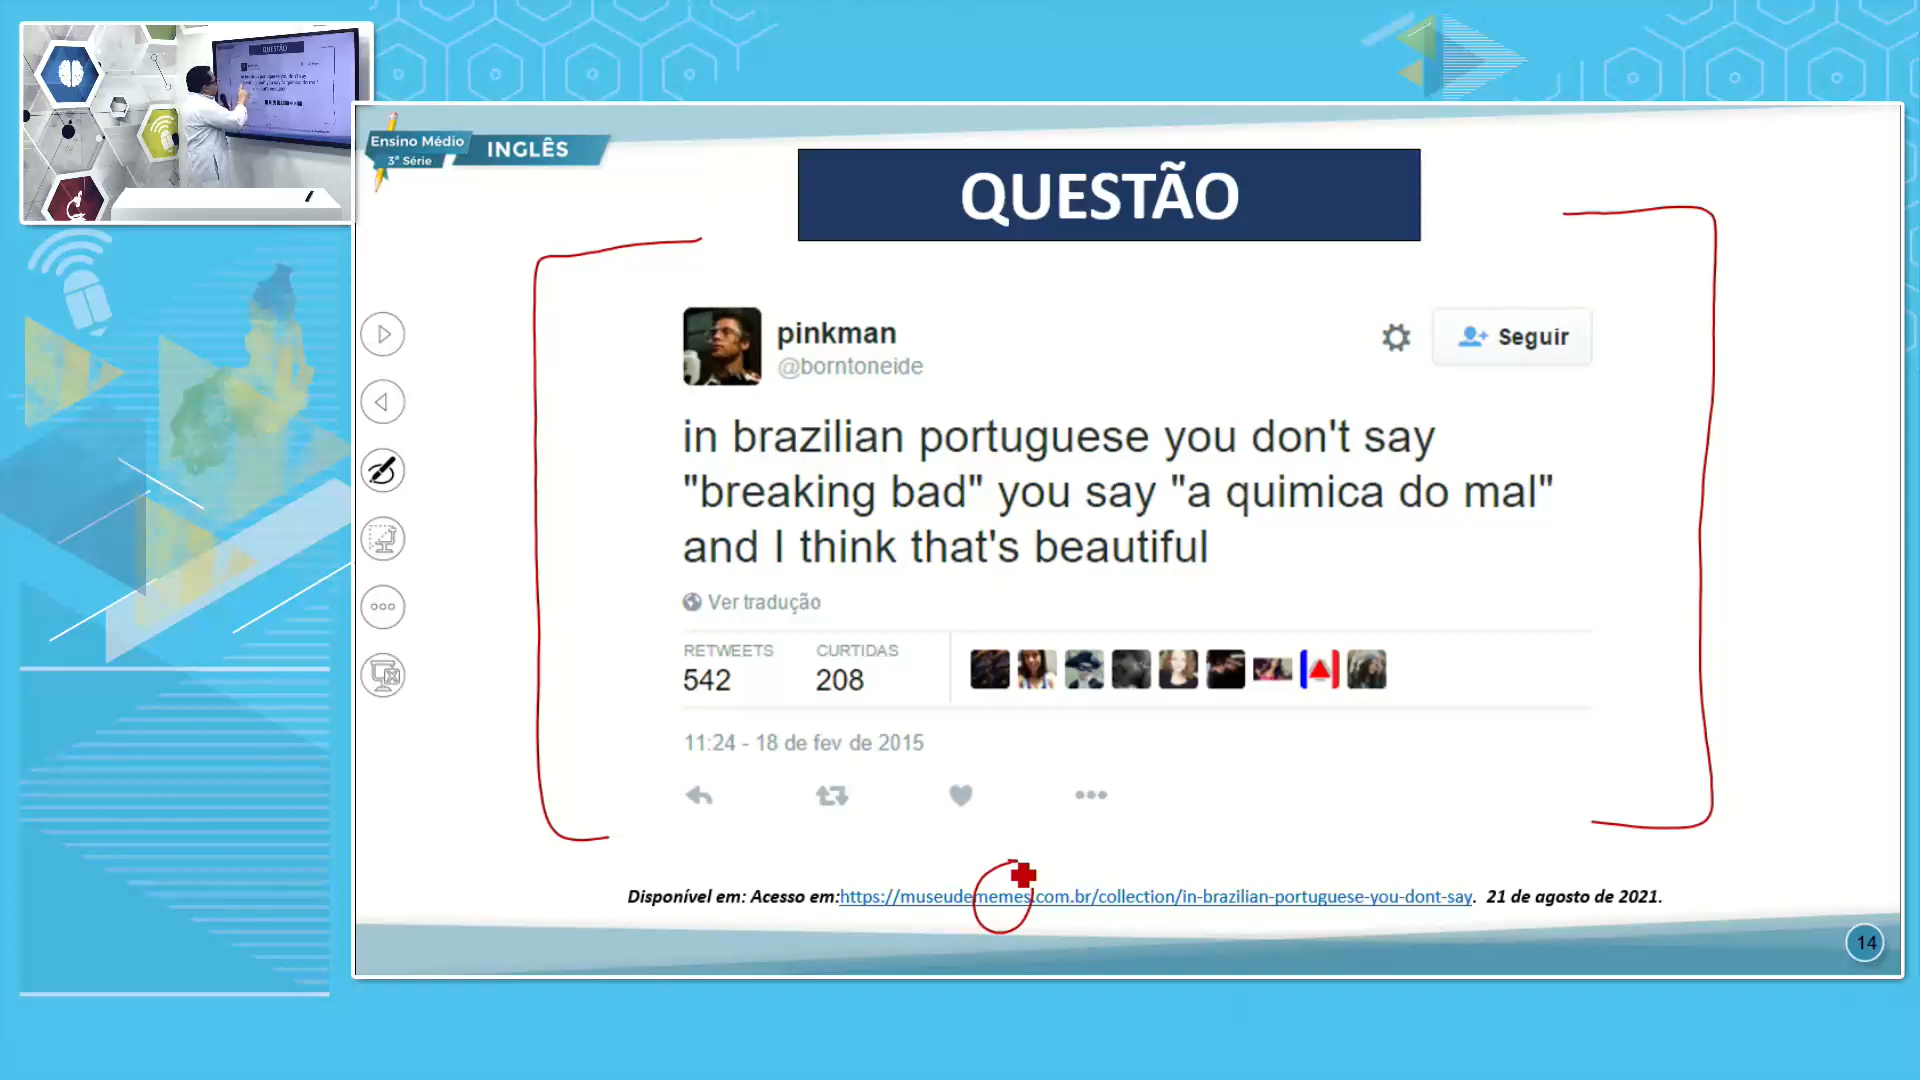 Ensino Médio
3ª Série
INGLÊS
QUESTÃO
pinkman
@borntoneide
Seguir
in brazilian portuguese you don't say
"breaking bad" you say "a quimica do mal"
and I think that's beautiful
Ver tradução
RETWEETS CURTIDAS
542 208
11:24 - 18 de fev de 2015
Disponível em: Acesso em:https://museudememes.com.br/collection/in-brazilian-portuguese-you-dont-say. 21 de agosto de 2021.
14